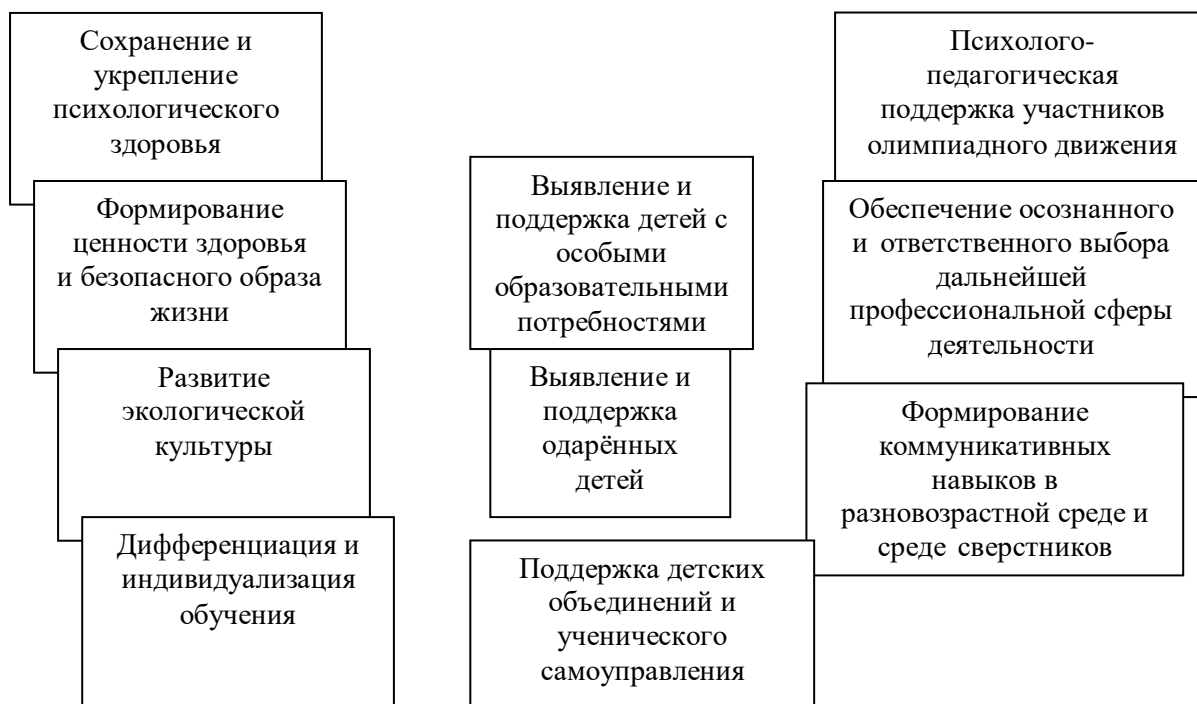 Сохранение и
укрепление
психологического
здоровья
Формирование
ценности здоровья
и безопасного образа
жизни
Развитие
экологической
культуры
Дифференциация и
индивидуализация
обучения
Выявление и
поддержка детей с
особыми
образовательными
потребностями
Выявление и
поддержка
одарённых
детей
Поддержка детских
объединений и
ученического
самоуправления
Психолого-
педагогическая
поддержка участников
олимпиадного движения
Обеспечение осознанного
и ответственного выбора
дальнейшей
профессиональной сферы
деятельности
Формирование
коммуникативных
навыков в
разновозрастной среде и
среде сверстников